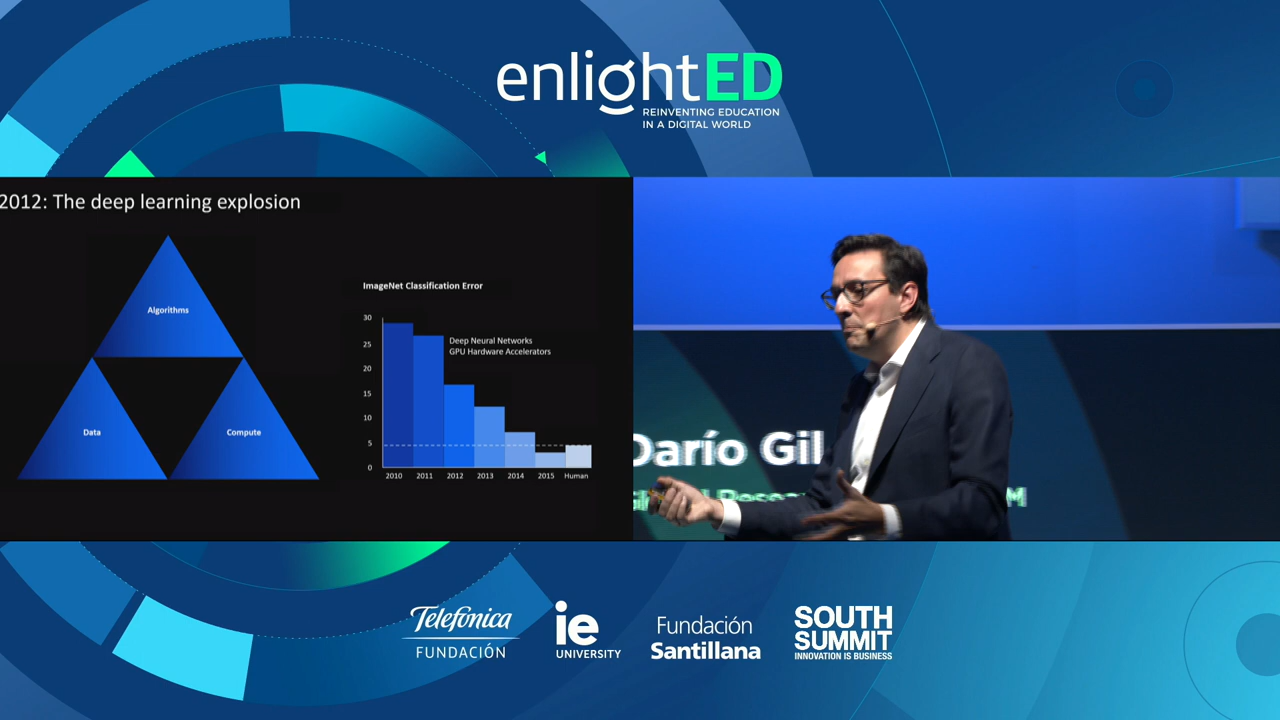 enlightED
REINVENTING EDUCATION
IN A DIGITAL WORLD
2012: The deep learning explosion
Algorithms
Data
Compute
ImageNet Classification Error
30
25
20
15
10
5
0
Deep Neural Networks
GPU Hardware Accelerators
2010 2011 2012 2013 2014 2015 Human
Darío Gil
M
Telefónica
FUNDACIÓN
ie
UNIVERSITY
Fundación
Santillana
SOUTH
SUMMIT
INNOVATION IS BUSINESS